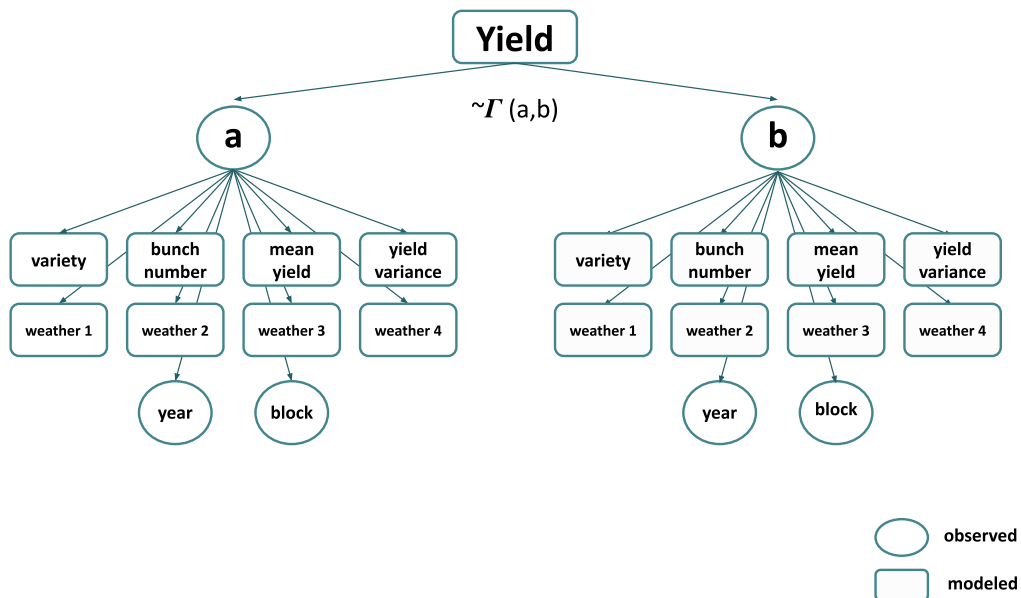 Yield
~Γ (a,b)
a
b
variety
bunch
number
mean
yield
yield
variance
variety
bunch
number
mean
yield
yield
variance
weather 1
weather 2
weather 3
weather 4
weather 1
weather 2
weather 3
weather 4
year
block
year
block
observed
modeled